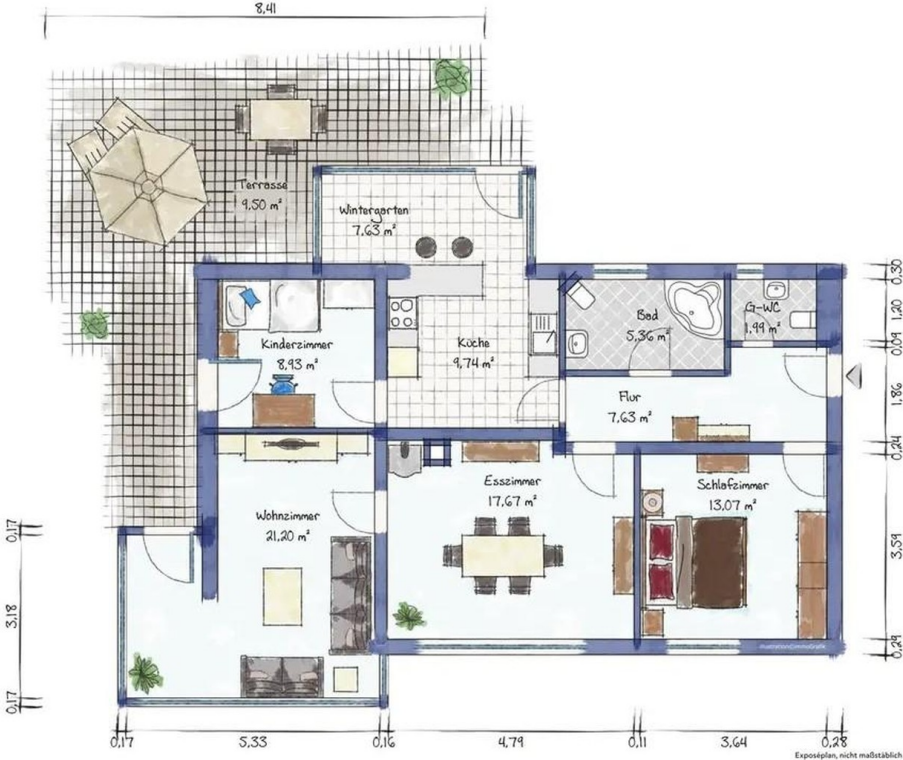 8,41
Terrasse
9,50 m²
Wintergarten
7,63 m²
Kinderzimmer
8,93 m²
Küche
9,74 m²
Bad
5,36 m²
G-WC
1,99 m²
Flur
7,63 m²
Wohnzimmer
21,20 m²
Esszimmer
17,67 m²
Schlafzimmer
13,07 m²
0,30
1,20
0,09
1,86
0,24
3,59
0,29
0,17
3,18
0,17
0,17
5,33
0,16
4,79
0,11
3,64
0,28
Exposéplan, nicht maßstäblich